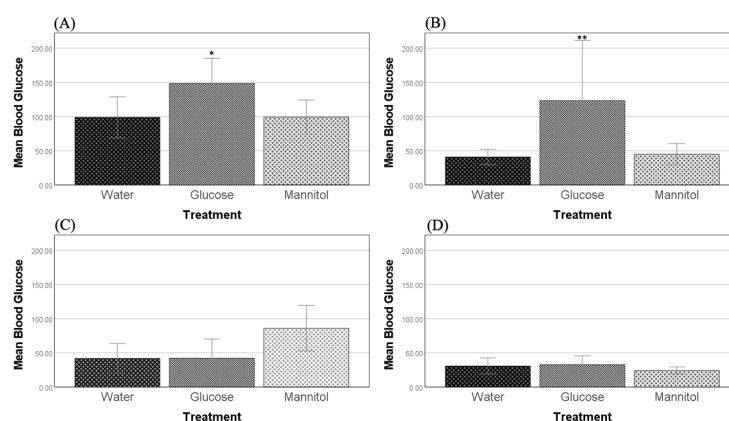 (A)
Mean Blood Glucose
200.00
150.00
100.00
50.00
0.00
*
Water Glucose Mannitol
Treatment
(B)
Mean Blood Glucose
200.00
150.00
100.00
50.00
0.00
**
Water Glucose Mannitol
Treatment
(C)
Mean Blood Glucose
200.00
150.00
100.00
50.00
0.00
Water Glucose Mannitol
Treatment
(D)
Mean Blood Glucose
200.00
150.00
100.00
50.00
0.00
Water Glucose Mannitol
Treatment